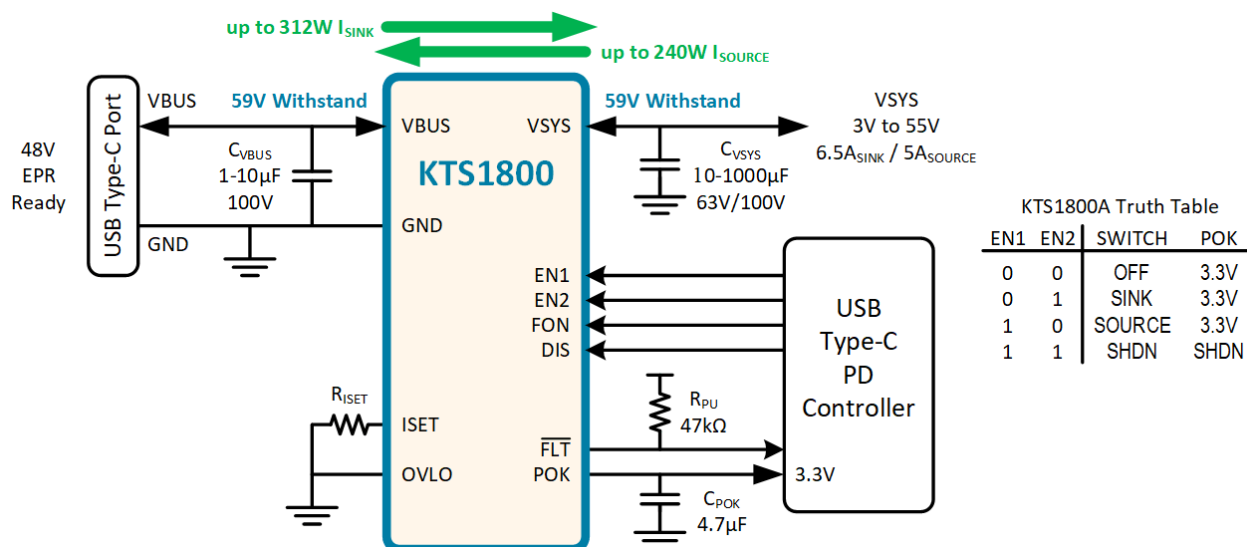 up to 312W ISINK
up to 240W ISOURCE
VBUS
59V Withstand
59V Withstand
VSYS
3V to 55V
6.5ASINK / 5ASOURCE
USB Type-C Port
48V
EPR
Ready
CVBUS
1-10µF
100V
GND
VBUS
VSYS
KTS1800
GND
EN1
EN2
FON
DIS
ISET
FLT
OVLO
POK
CVSYS
10-1000µF
63V/100V
RISET
RPU
47kΩ
CPOK
4.7µF
USB
Type-C
PD
Controller
3.3V
KTS1800A Truth Table
EN1 EN2 SWITCH POK
0 0 OFF 3.3V
0 1 SINK 3.3V
1 0 SOURCE 3.3V
1 1 SHDN SHDN